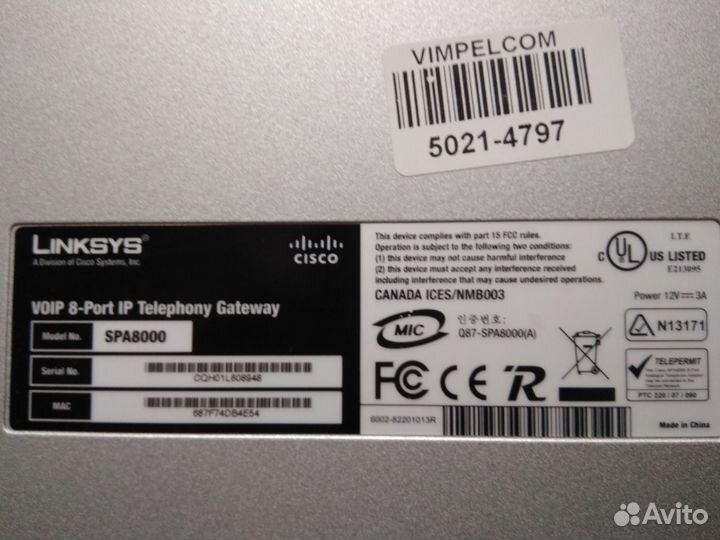 VIMPELCOM
5021-4797
LINKSYS®
A Division of Cisco Systems, Inc.
CISCO
VOIP 8-Port IP Telephony Gateway
Model No. SPA8000
Serial No. CQH01L608948
MAC 687F74DB4E54
This device complies with part 15 FCC rules.
Operation is subject to the following two conditions:
(1) this device may not cause harmful interference
(2) this device must accept any interference received
including interference that may cause undesired operations.
CANADA ICES/NMB003
C UL US LISTED
I.T.E
E213095
Power 12V 3A
MIC
인증번호:
Q87-SPA8000(A)
N13171
FC CE
TELEPERMIT
PTC 220 / 07 / 090
6002-82201013R
Made in China
Avito